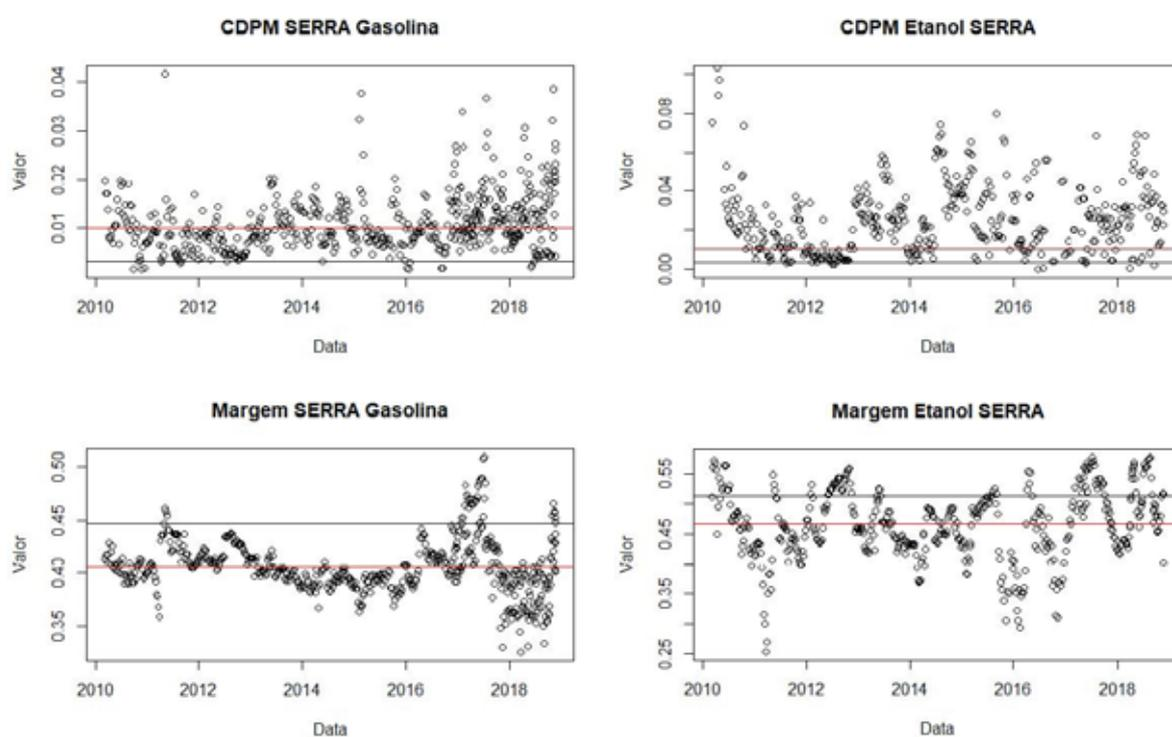 CDPM SERRA Gasolina
Valor
0.04
0.03
0.02
0.01
2010 2012 2014 2016 2018
Data
CDPM Etanol SERRA
Valor
0.08
0.04
0.00
2010 2012 2014 2016 2018
Data
Margem SERRA Gasolina
Valor
0.50
0.45
0.40
0.35
2010 2012 2014 2016 2018
Data
Margem Etanol SERRA
Valor
0.55
0.45
0.35
0.25
2010 2012 2014 2016 2018
Data